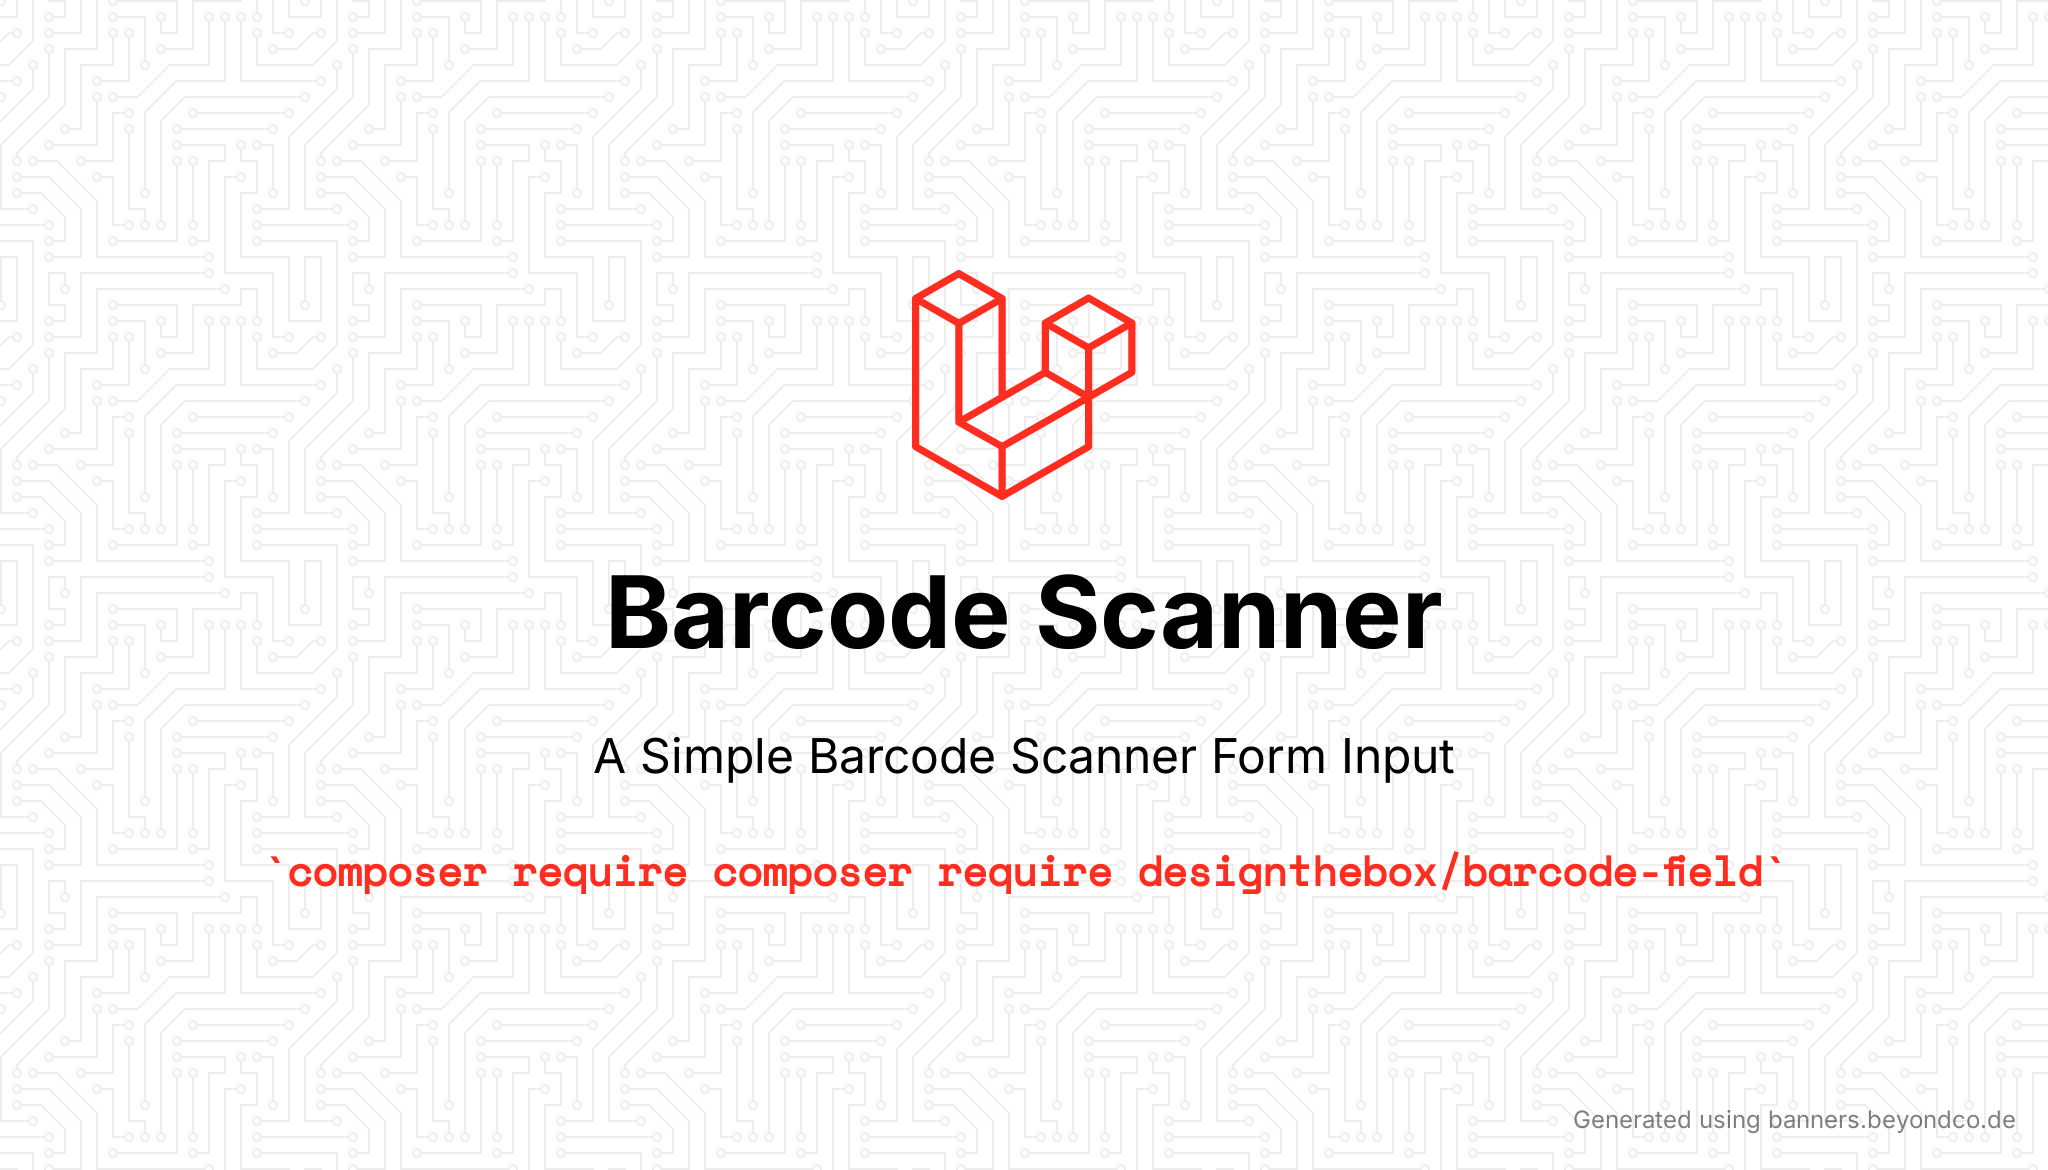 Barcode Scanner
A Simple Barcode Scanner Form Input
`composer require composer require designthebox/barcode-field`
Generated using banners.beyondco.de